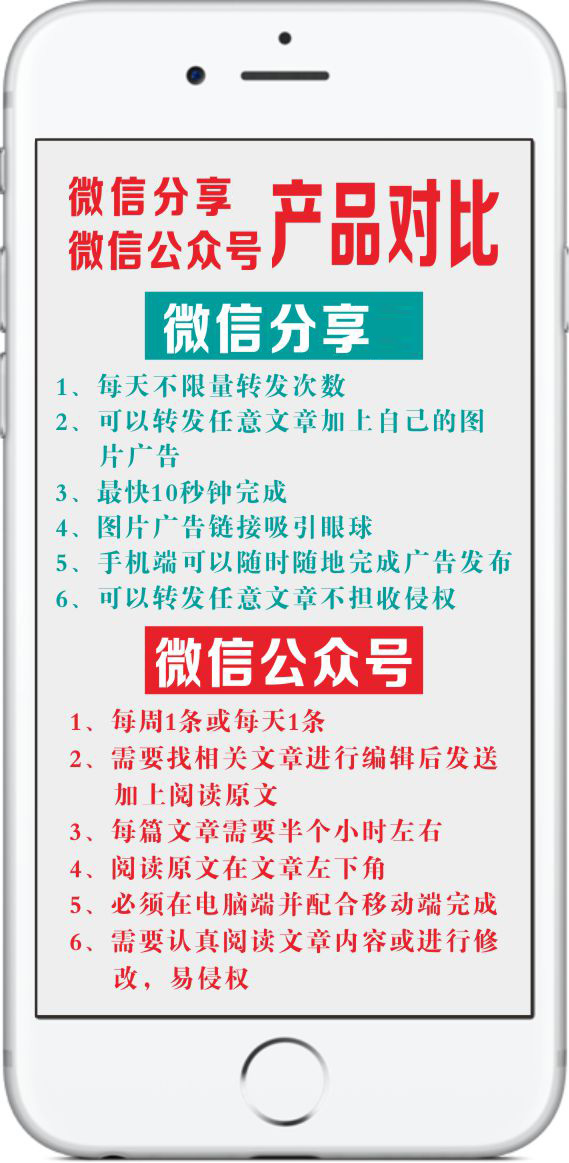 微信分享
微信公众号
产品对比
微信分享
1、每天不限量转发次数
2、可以转发任意文章加上自己的图
片广告
3、最快10秒钟完成
4、图片广告链接吸引眼球
5、手机端可以随时随地完成广告发布
6、可以转发任意文章不担收侵权
微信公众号
1、每周1条或每天1条
2、需要找相关文章进行编辑后发送
加上阅读原文
3、每篇文章需要半个小时左右
4、阅读原文在文章左下角
5、必须在电脑端并配合移动端完成
6、需要认真阅读文章内容或进行修
改，易侵权